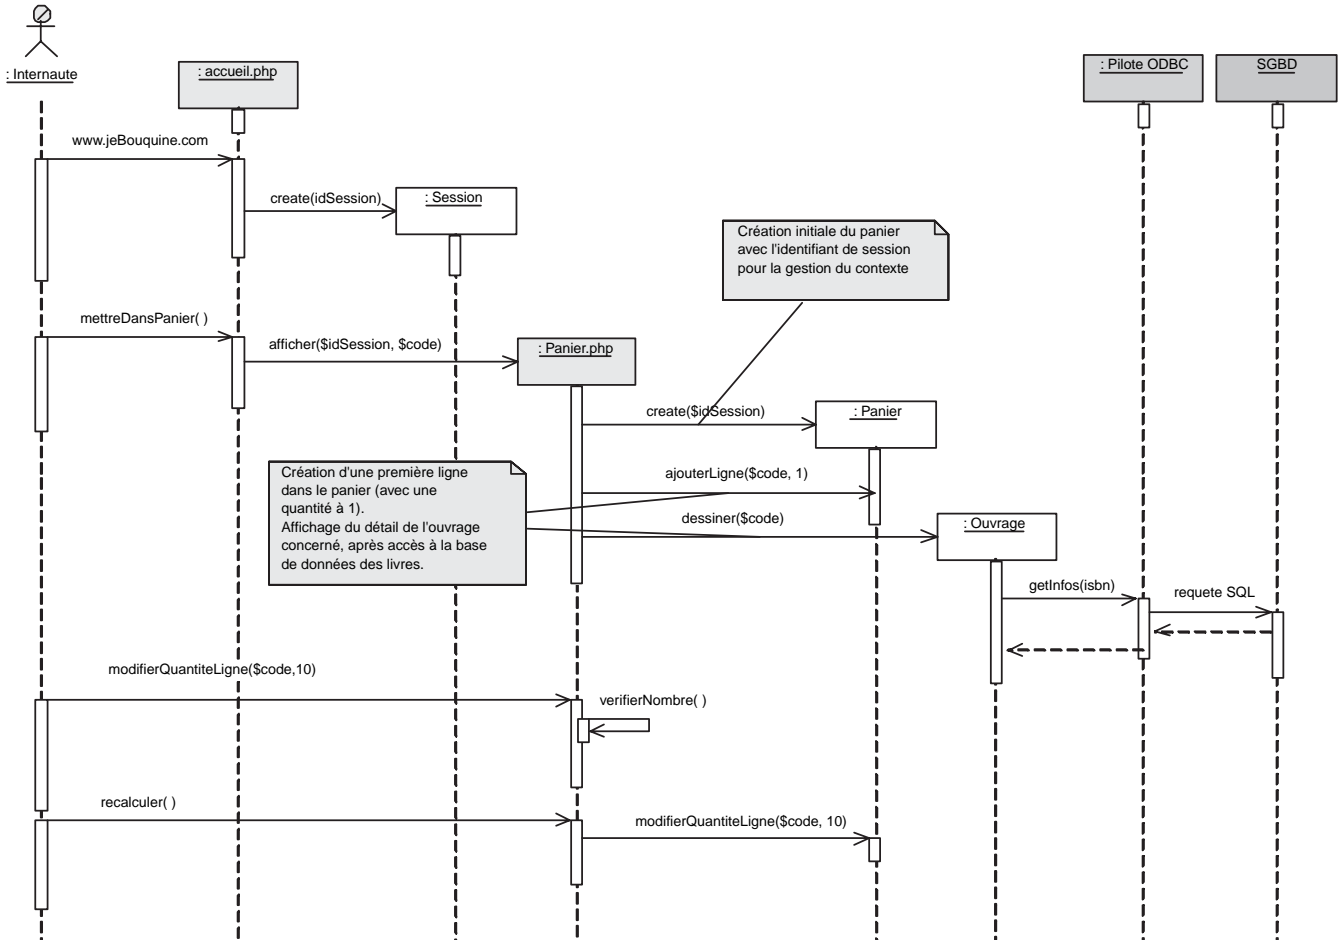 : Internaute
: accueil.php
: Pilote ODBC
SGBD
www.jeBouquine.com
create(idSession)
: Session
Création initiale du panier
avec l'identifiant de session
pour la gestion du contexte
mettreDansPanier( )
afficher($idSession, $code)
: Panier.php
create($idSession)
: Panier
Création d'une première ligne
dans le panier (avec une
quantité à 1).
Affichage du détail de l'ouvrage
concerné, après accès à la base
de données des livres.
ajouterLigne($code, 1)
dessiner($code)
: Ouvrage
getInfos(isbn)
requete SQL
modifierQuantiteLigne($code,10)
verifierNombre( )
recalculer( )
modifierQuantiteLigne($code, 10)